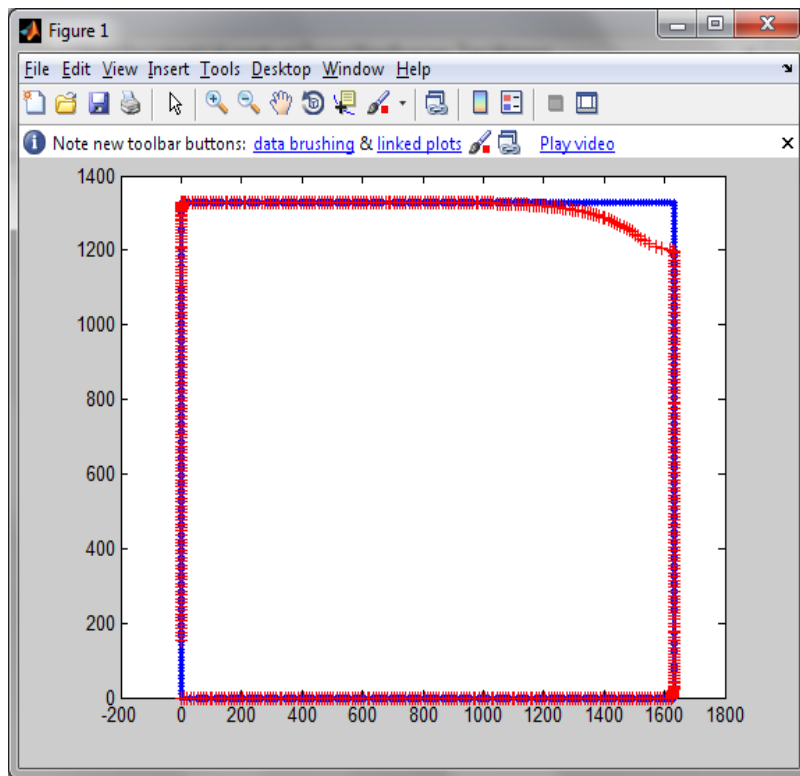 Figure 1
File Edit View Insert Tools Desktop Window Help
Note new toolbar buttons: data brushing & linked plots Play video
1400
1200
1000
800
600
400
200
0
-200 0 200 400 600 800 1000 1200 1400 1600 1800